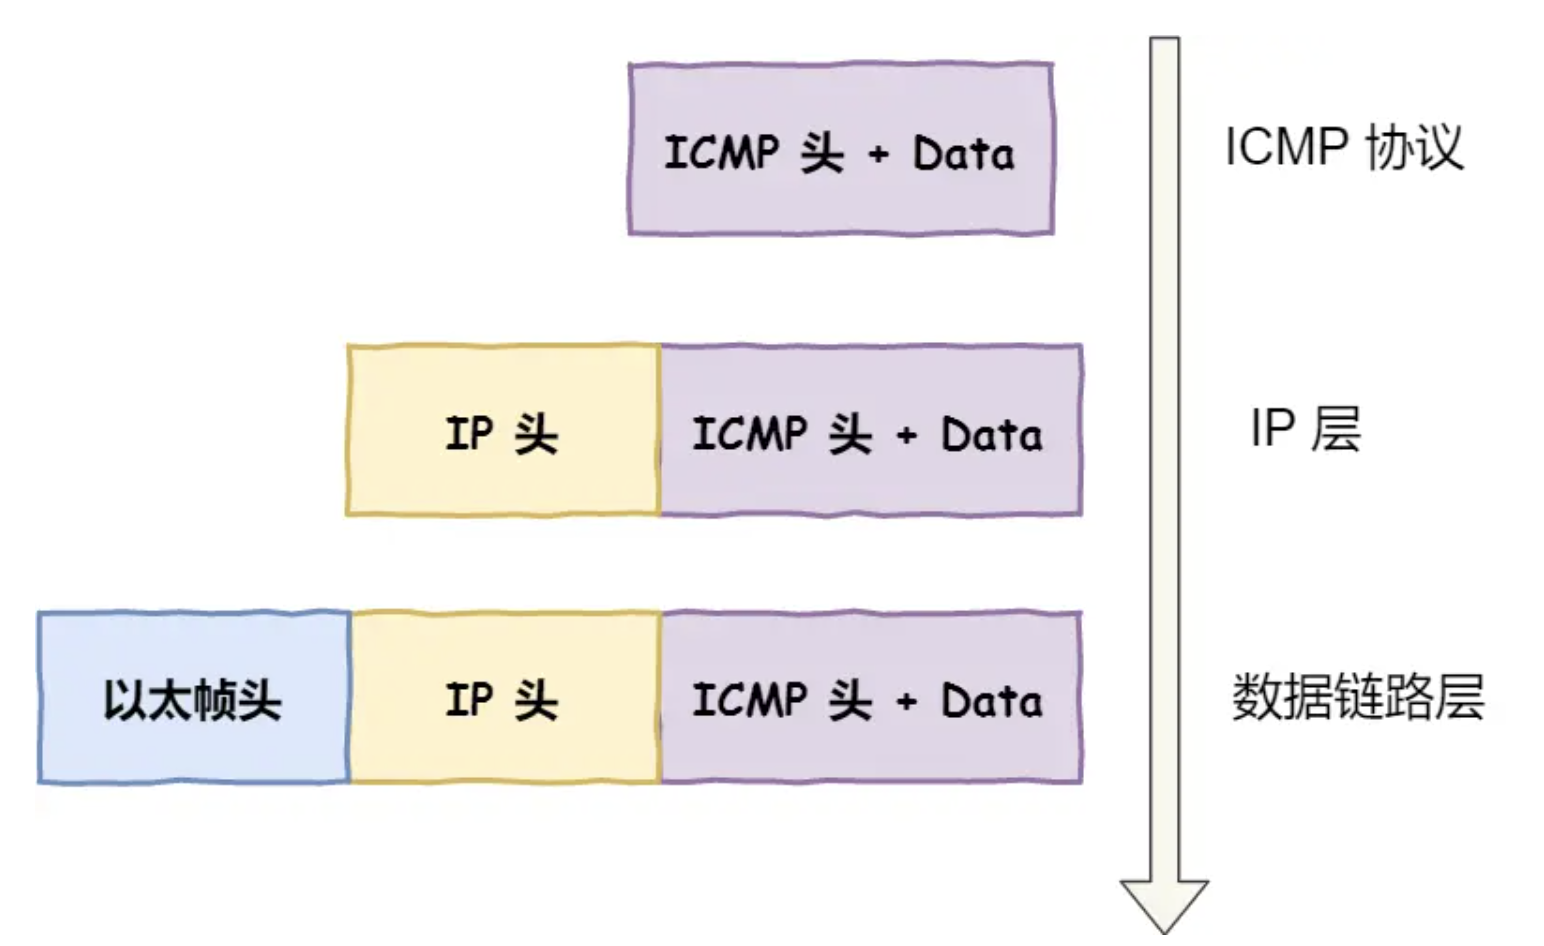 ICMP 头 + Data
ICMP 协议
IP 头
ICMP 头 + Data
IP 层
以太帧头
IP 头
ICMP 头 + Data
数据链路层